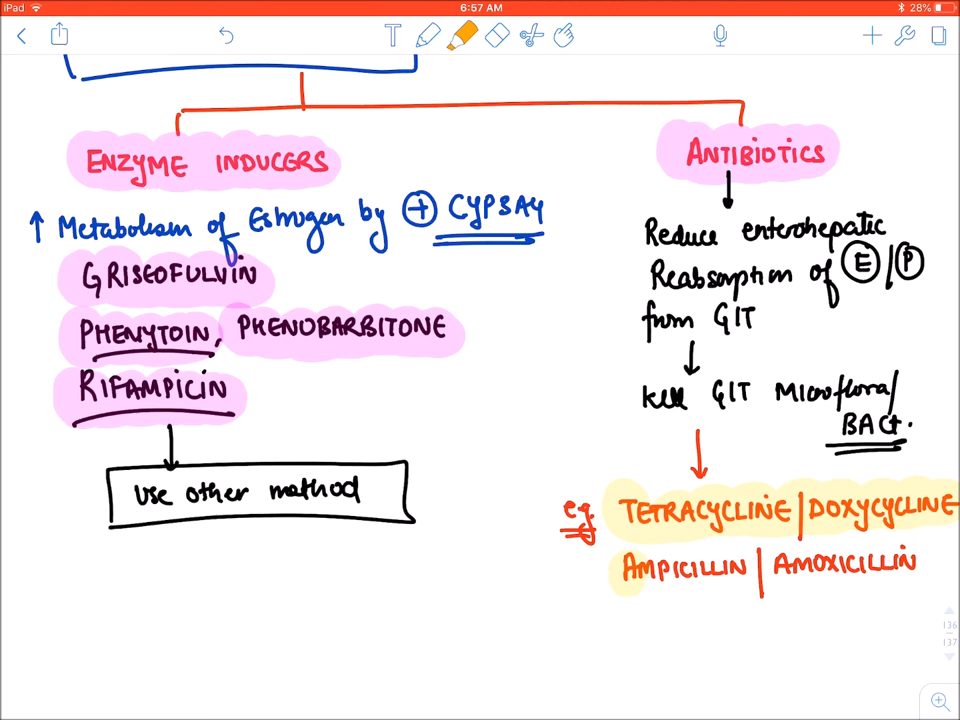 iPad
6:57 AM
28%
T
ENZYME INDUCERS
↑ Metabolism of Estrogen by + CYP3A4
GRISEOFULVIN
PHENYTOIN, PHENOBARBITONE
RIFAMPICIN
Use other method
ANTIBIOTICS
Reduce enterohepatic
Reabsorption of E/P
from GIT
kill GIT Microflora/
BACt.
eg. TETRACYCLINE/DOXYCYCLINE
AMPICILLIN | AMOXICILLIN
136
137